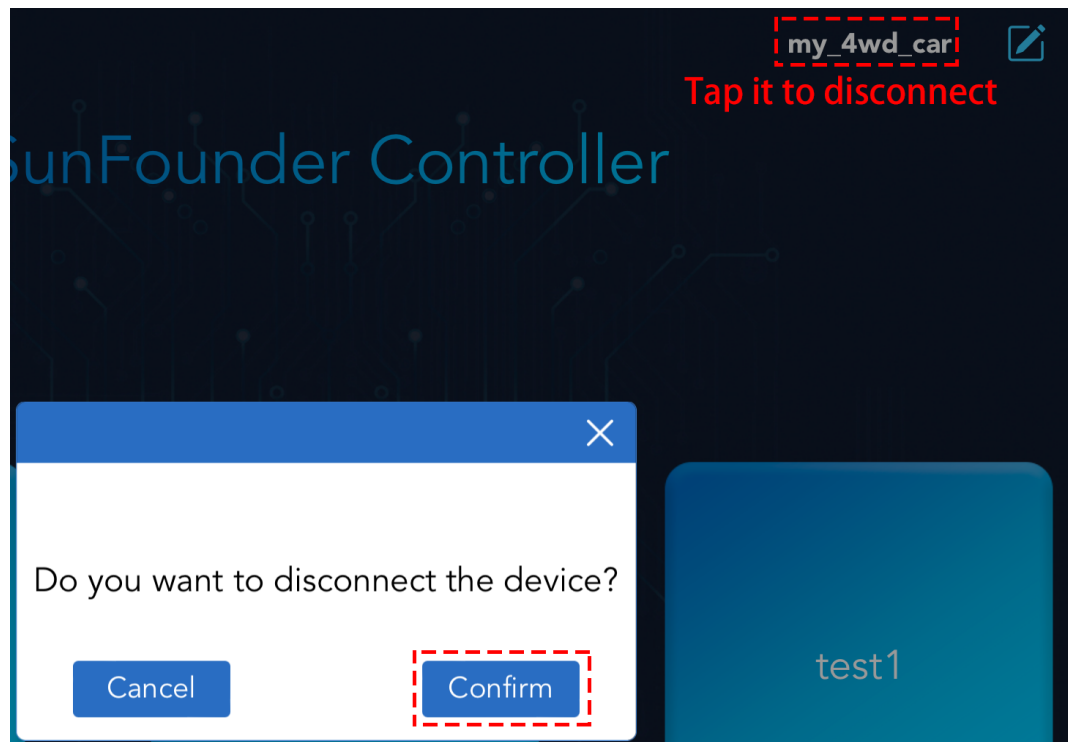 my_4wd_car
Tap it to disconnect
SunFounder Controller
Do you want to disconnect the device?
Cancel
Confirm
test1